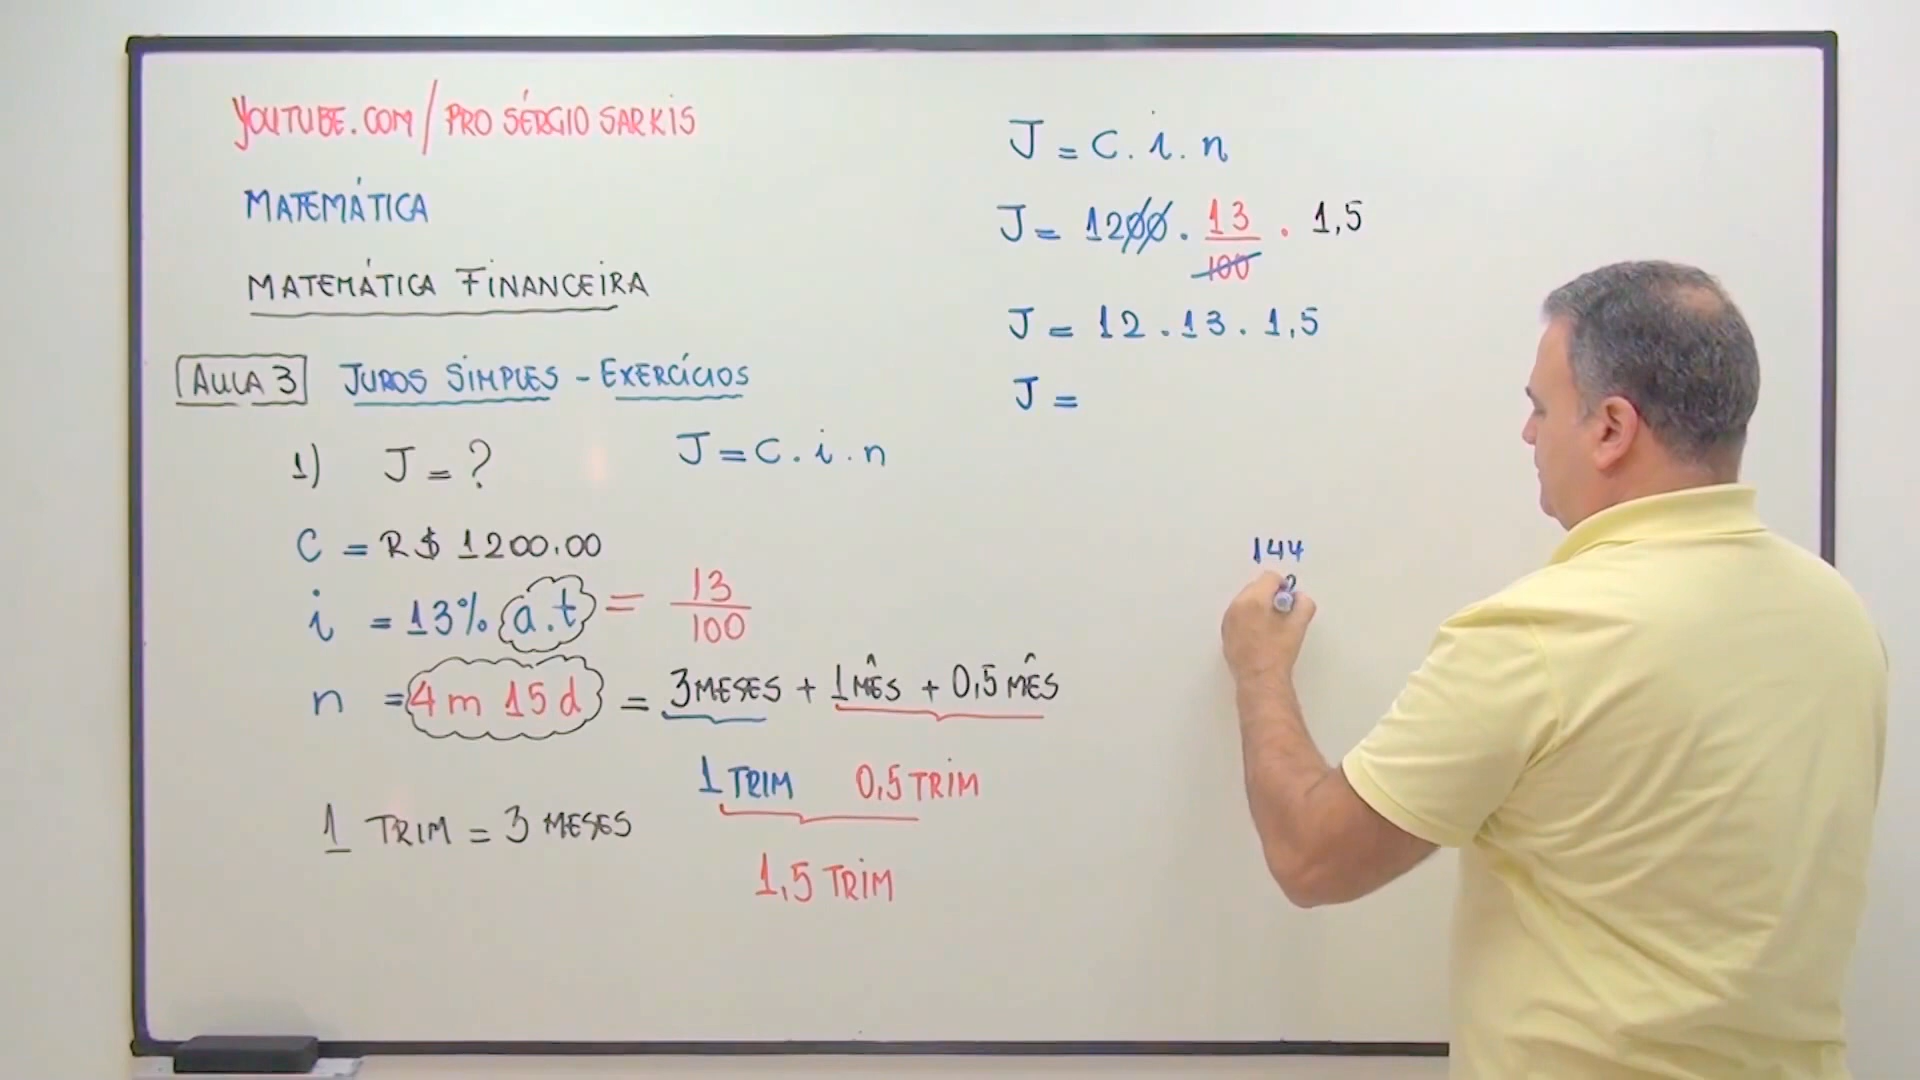 YOUTUBE.COM/PRO SÉRGIO SARKIS
MATEMÁTICA
MATEMÁTICA FINANCEIRA
AULA 3 JUROS SIMPLES - EXERCÍCIOS
1) J = ? J = C . i . n
C = R$ 1200.00
i = 13% a.t = 13/100
n = 4 m 15 d = 3 MESES + 1 MÊS + 0,5 MÊS
1 TRIM 0,5 TRIM
1 TRIM = 3 MESES
1,5 TRIM
J = C . i . n
J = 1200 . 13/100 . 1,5
J = 12 . 13 . 1,5
J =
144